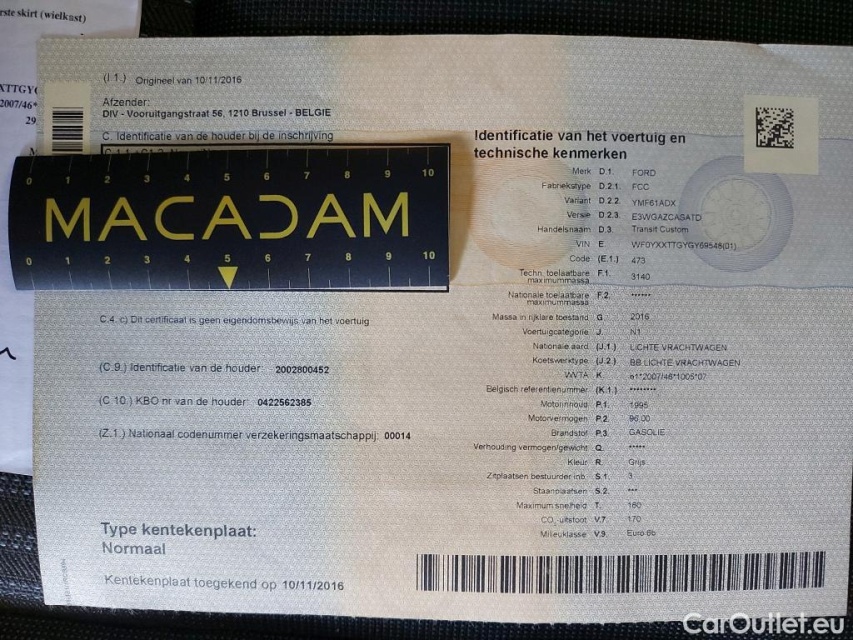 rste skirt (wielkast)
XTTGYG
2007/46*
29
(I 1.) Origineel van 10/11/2016
Afzender:
DIV - Vooruitgangstraat 56, 1210 Brussel - BELGIE
C. Identificatie van de houder bij de inschrijving
0 1 2 3 4 5 6 7 8 9 10
MACADAM
0 1 2 3 4 5 6 7 8 9 10
C.4. c) Dit certificaat is geen eigendomsbewijs van het voertuig
(C.9.) Identificatie van de houder: 2002800452
(C 10.) KBO nr van de houder: 0422562385
(Z.1.) Nationaal codenummer verzekeringsmaatschappij: 00014
Type kentekenplaat:
Normaal
Kentekenplaat toegekend op 10/11/2016
Identificatie van het voertuig en
technische kenmerken
Merk D.1. FORD
Fabriekstype D.2.1. FCC
Variant D.2.2. YMF61ADX
Versie D.2.3. E3WGAZCASATD
Handelsnaam D.3. Transit Custom
VIN E. WF0YXXTTGYGY69548(01)
Code (E.1.) 473
Techn. toelaatbare
maximummassa F.1. 3140
Nationale toelaatbare
maximummassa F.2. ******
Massa in rijklare toestand G. 2016
Voertuigcategorie J. N1
Nationale aard (J.1.) LICHTE VRACHTWAGEN
Koetswerktype (J.2.) BB LICHTE VRACHTWAGEN
WVTA K. e1*2007/46*1005*07
Belgisch referentienummer (K.1.) ********
Motorinhoud P.1. 1995
Motorvermogen P.2. 96.00
Brandstof P.3. GASOLIE
Verhouding vermogen/gewicht Q. *****
Kleur R. Grijs
Zitplaatsen bestuurder inb. S.1. 3
Staanplaatsen S.2. ***
Maximum snelheid T. 160
CO₂-uitstoot V.7. 170
Milieuklasse V.9. Euro 6b
CarOutlet.eu